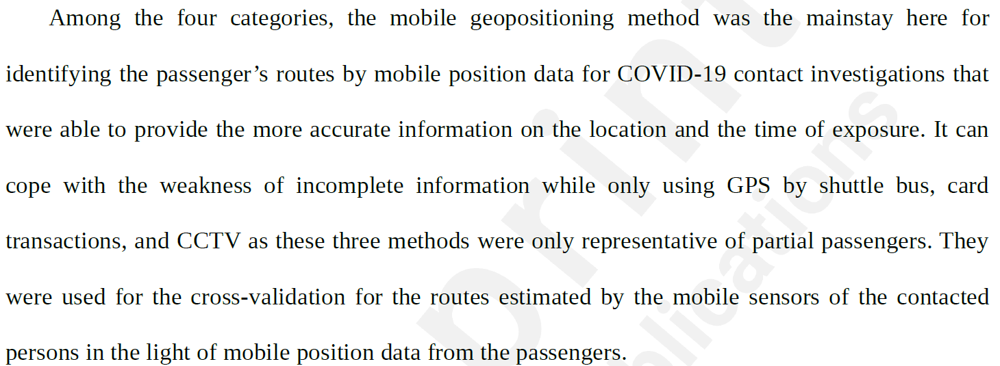 Among the four categories, the mobile geopositioning method was the mainstay here for
identifying the passenger’s routes by mobile position data for COVID-19 contact investigations that
were able to provide the more accurate information on the location and the time of exposure. It can
cope with the weakness of incomplete information while only using GPS by shuttle bus, card
transactions, and CCTV as these three methods were only representative of partial passengers. They
were used for the cross-validation for the routes estimated by the mobile sensors of the contacted
persons in the light of mobile position data from the passengers.
print
plications